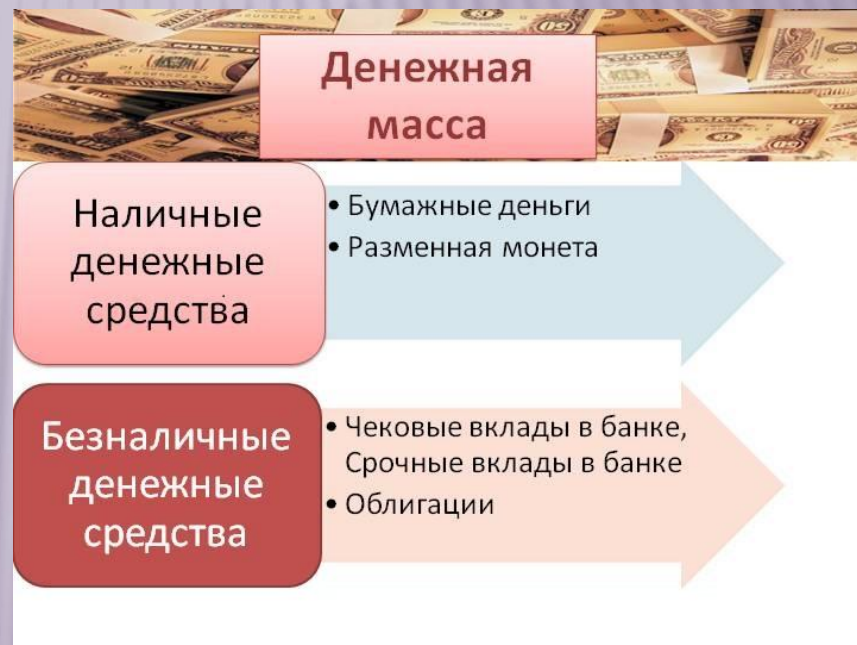 Денежная
масса
Наличные
денежные
средства
• Бумажные деньги
• Разменная монета
Безналичные
денежные
средства
• Чековые вклады в банке,
Срочные вклады в банке
• Облигации